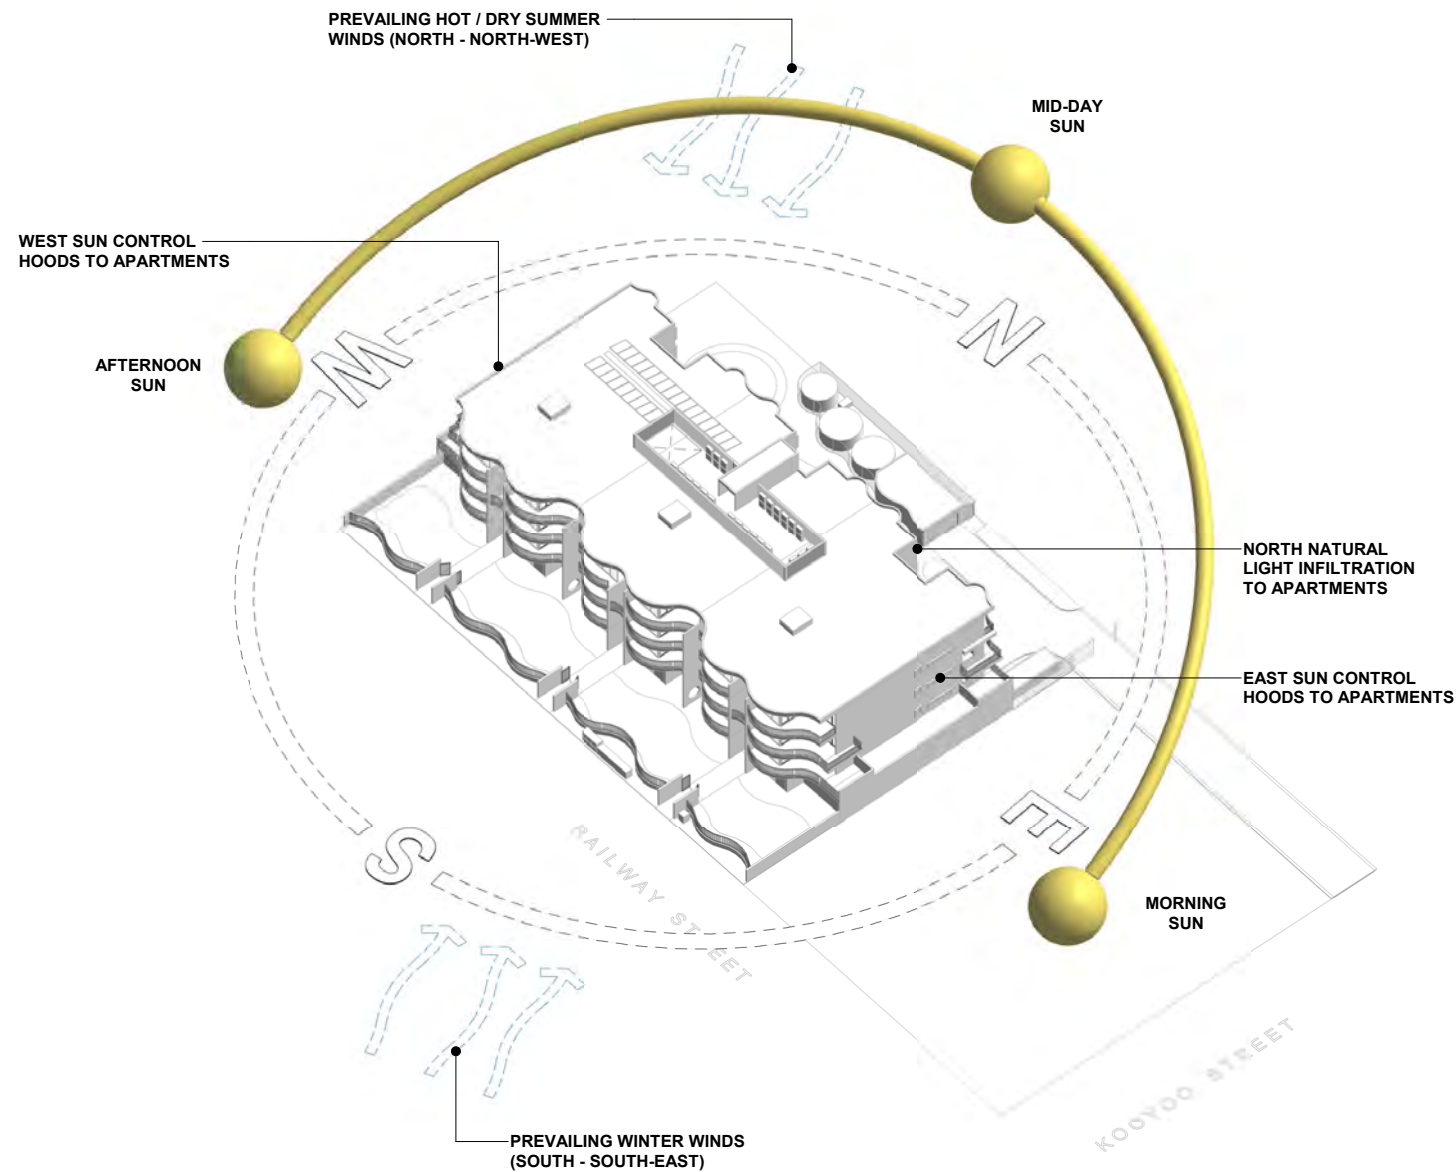 PREVAILING HOT / DRY SUMMER
WINDS (NORTH - NORTH-WEST)
MID-DAY
SUN
WEST SUN CONTROL
HOODS TO APARTMENTS
N
W
AFTERNOON
SUN
NORTH NATURAL
LIGHT INFILTRATION
TO APARTMENTS
EAST SUN CONTROL
HOODS TO APARTMENTS
E
S
RAILWAY STREET
MORNING
SUN
KOOYOO STREET
PREVAILING WINTER WINDS
(SOUTH - SOUTH-EAST)